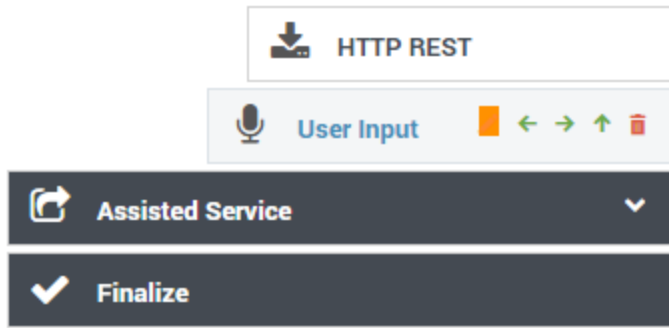 HTTP REST
User Input
Assisted Service
Finalize